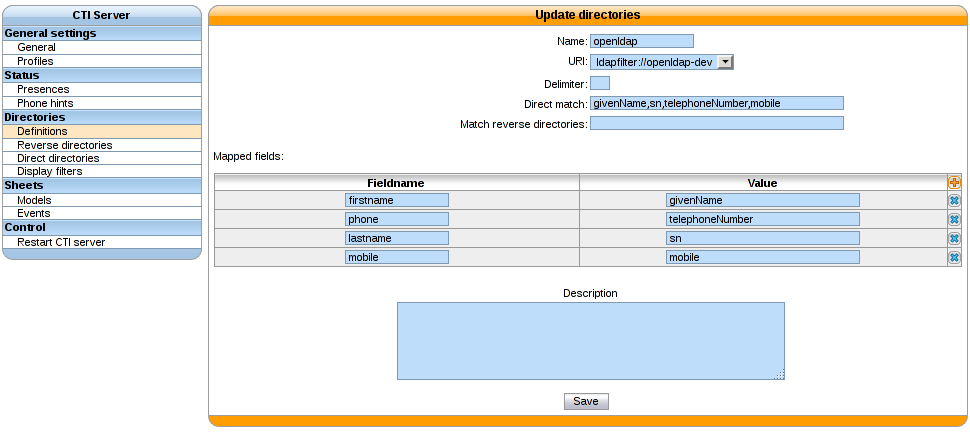 CTI Server
General settings
General
Profiles
Status
Presences
Phone hints
Directories
Definitions
Reverse directories
Direct directories
Display filters
Sheets
Models
Events
Control
Restart CTI server
Update directories
Name: openldap
URI: ldapfilter://openldap-dev
Delimiter:
Direct match: givenName,sn,telephoneNumber,mobile
Match reverse directories:
Mapped fields:
Fieldname Value
firstname givenName
phone telephoneNumber
lastname sn
mobile mobile
Description
Save